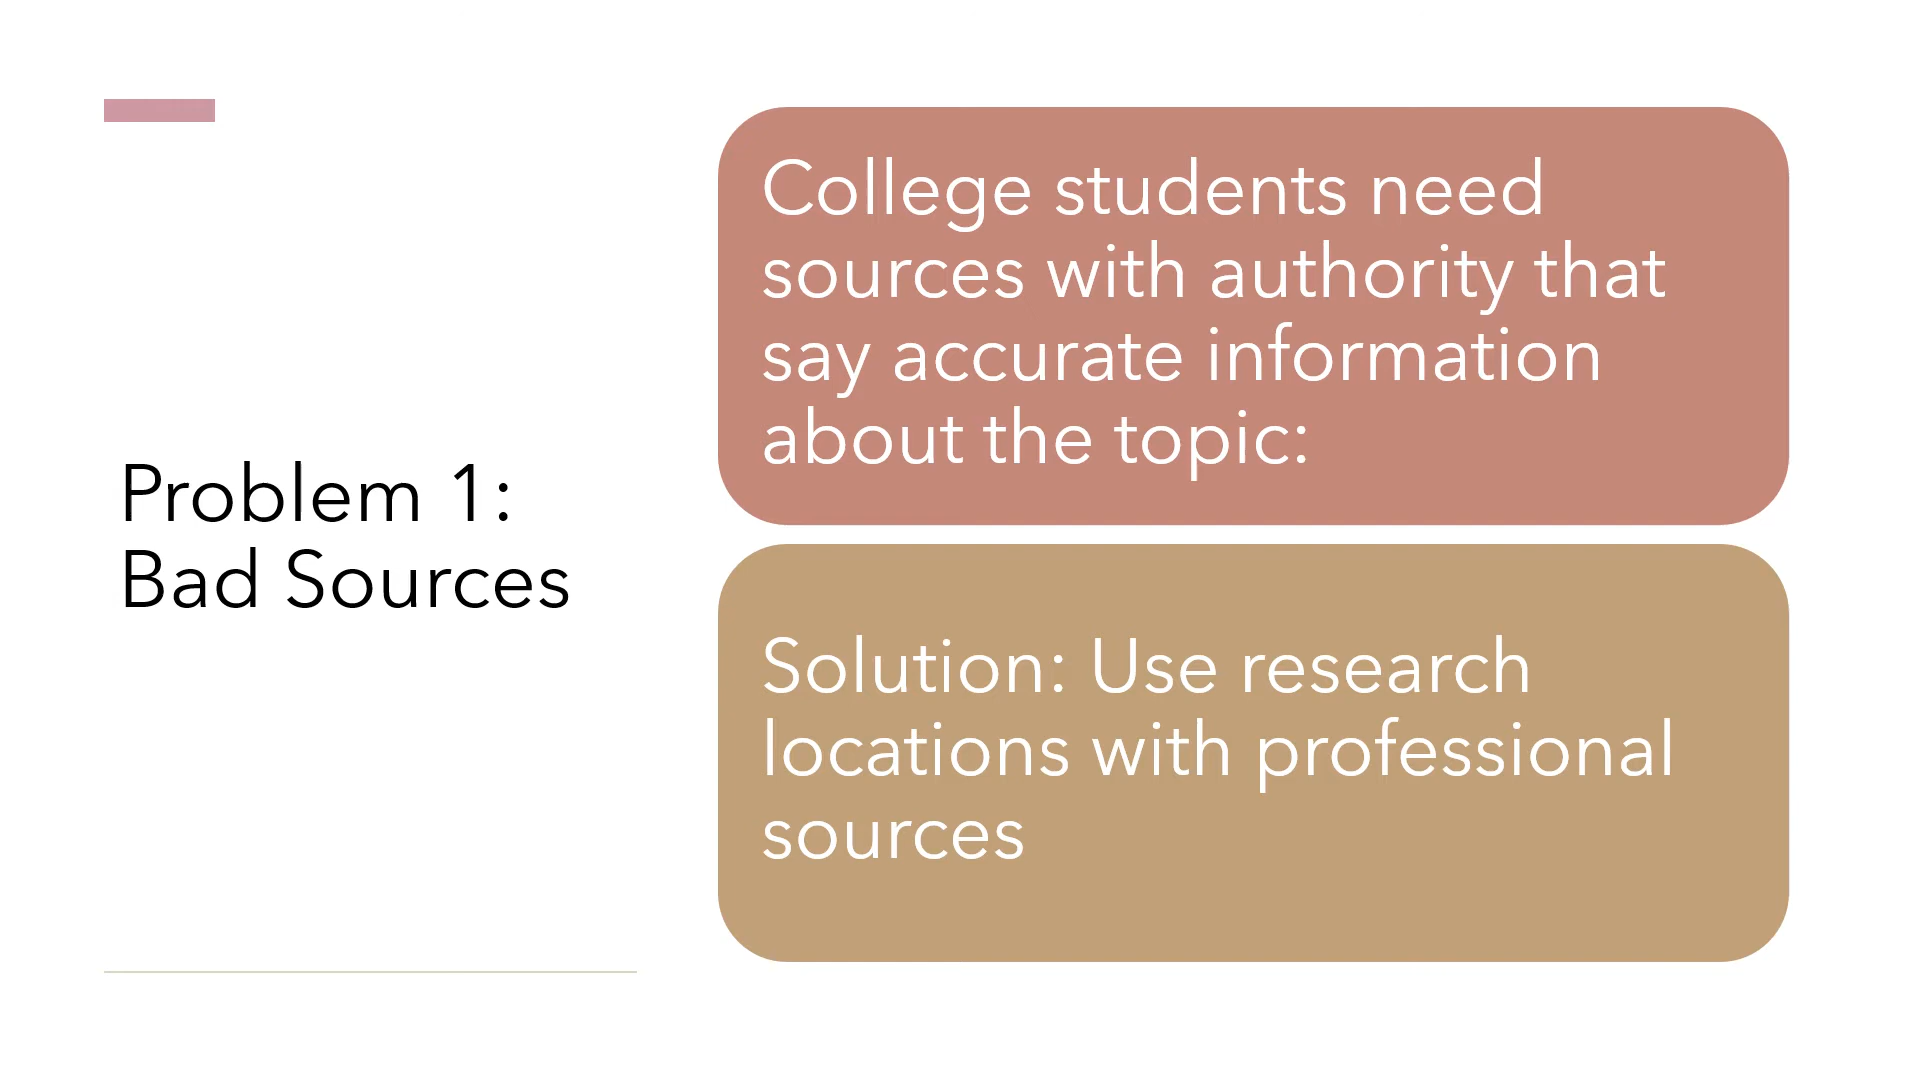 Problem 1:
Bad Sources
College students need
sources with authority that
say accurate information
about the topic:
Solution: Use research
locations with professional
sources